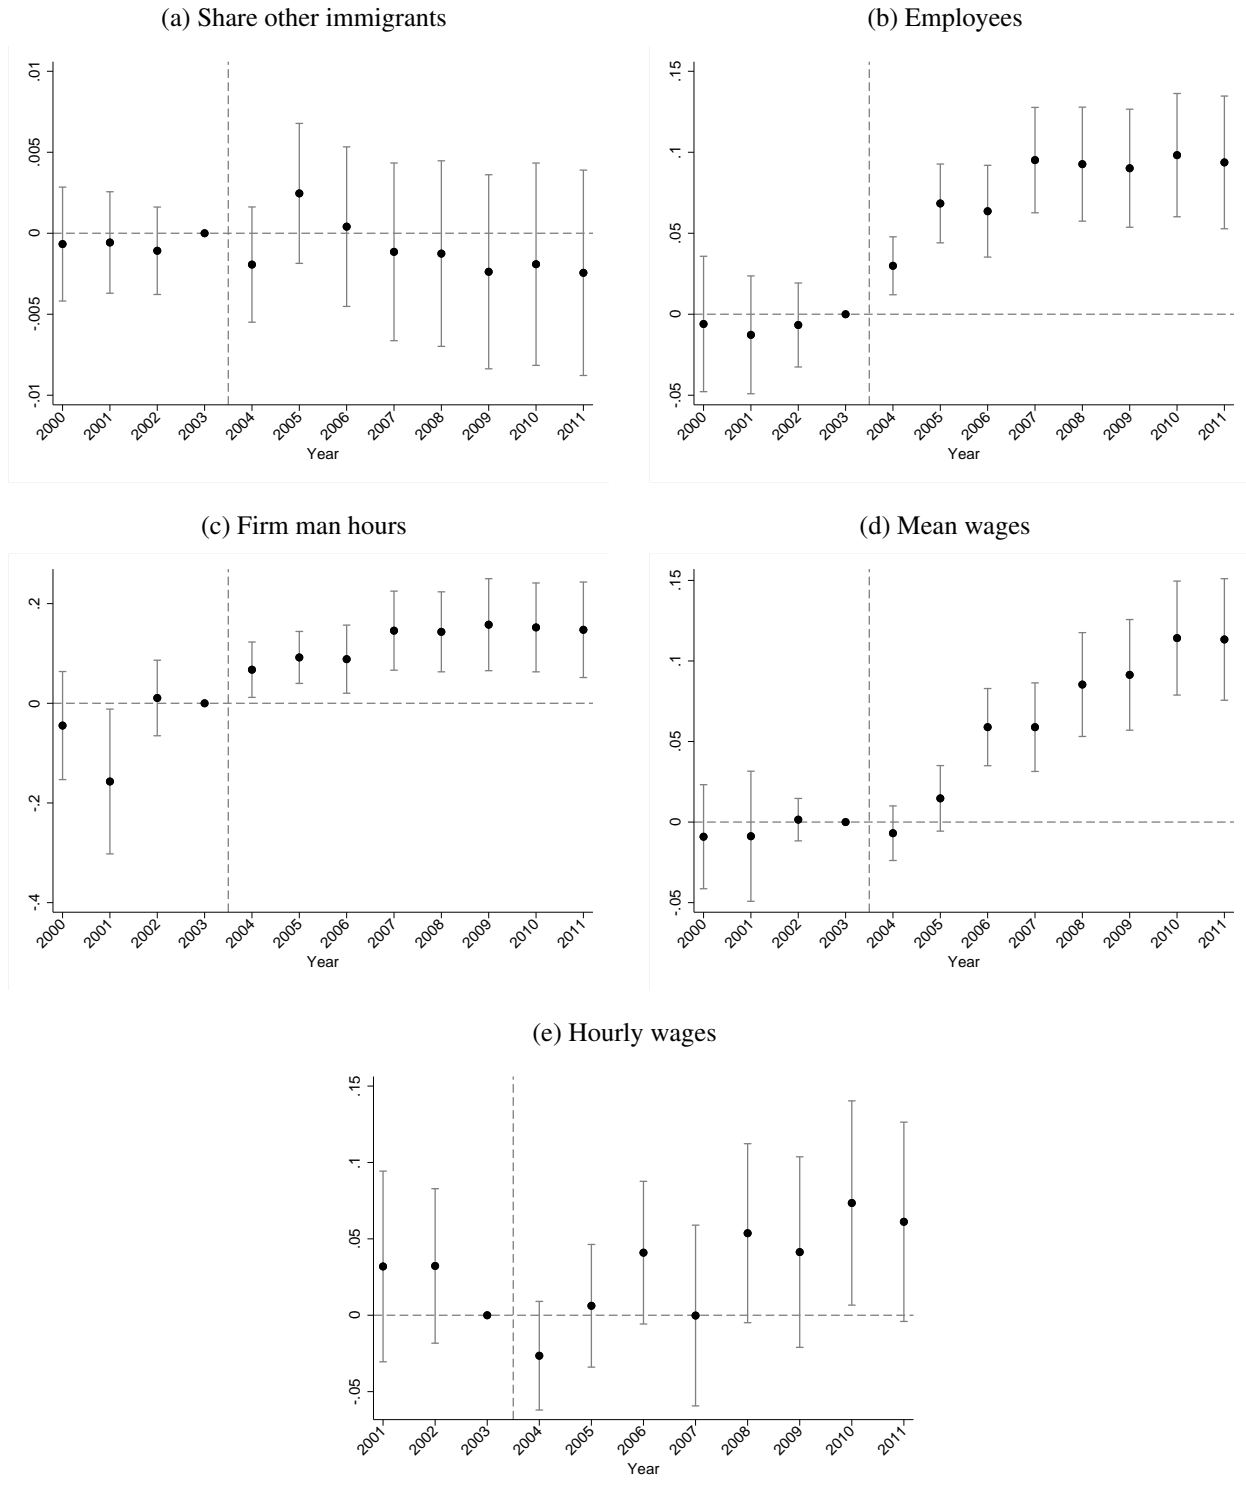 (a) Share other immigrants
.01
.005
0
-.005
-.01
2000 2001 2002 2003 2004 2005 2006 2007 2008 2009 2010 2011
Year
(b) Employees
.15
.1
.05
0
-.05
2000 2001 2002 2003 2004 2005 2006 2007 2008 2009 2010 2011
Year
(c) Firm man hours
.2
0
-.2
-.4
2000 2001 2002 2003 2004 2005 2006 2007 2008 2009 2010 2011
Year
(d) Mean wages
.15
.1
.05
0
-.05
2000 2001 2002 2003 2004 2005 2006 2007 2008 2009 2010 2011
Year
(e) Hourly wages
.15
.1
.05
0
-.05
2001 2002 2003 2004 2005 2006 2007 2008 2009 2010 2011
Year